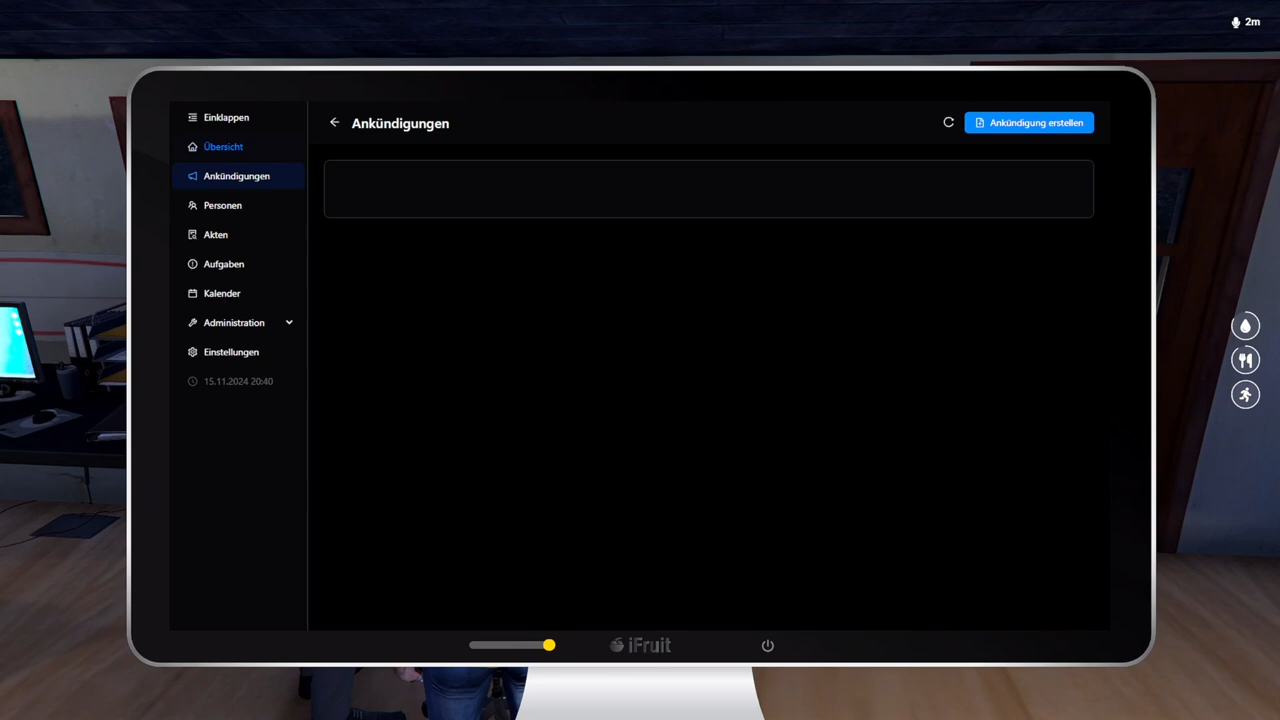 2m
Einklappen
Übersicht
Ankündigungen
Personen
Akten
Aufgaben
Kalender
Administration
Einstellungen
15.11.2024 20:40
Ankündigungen
Ankündigung erstellen
iFruit